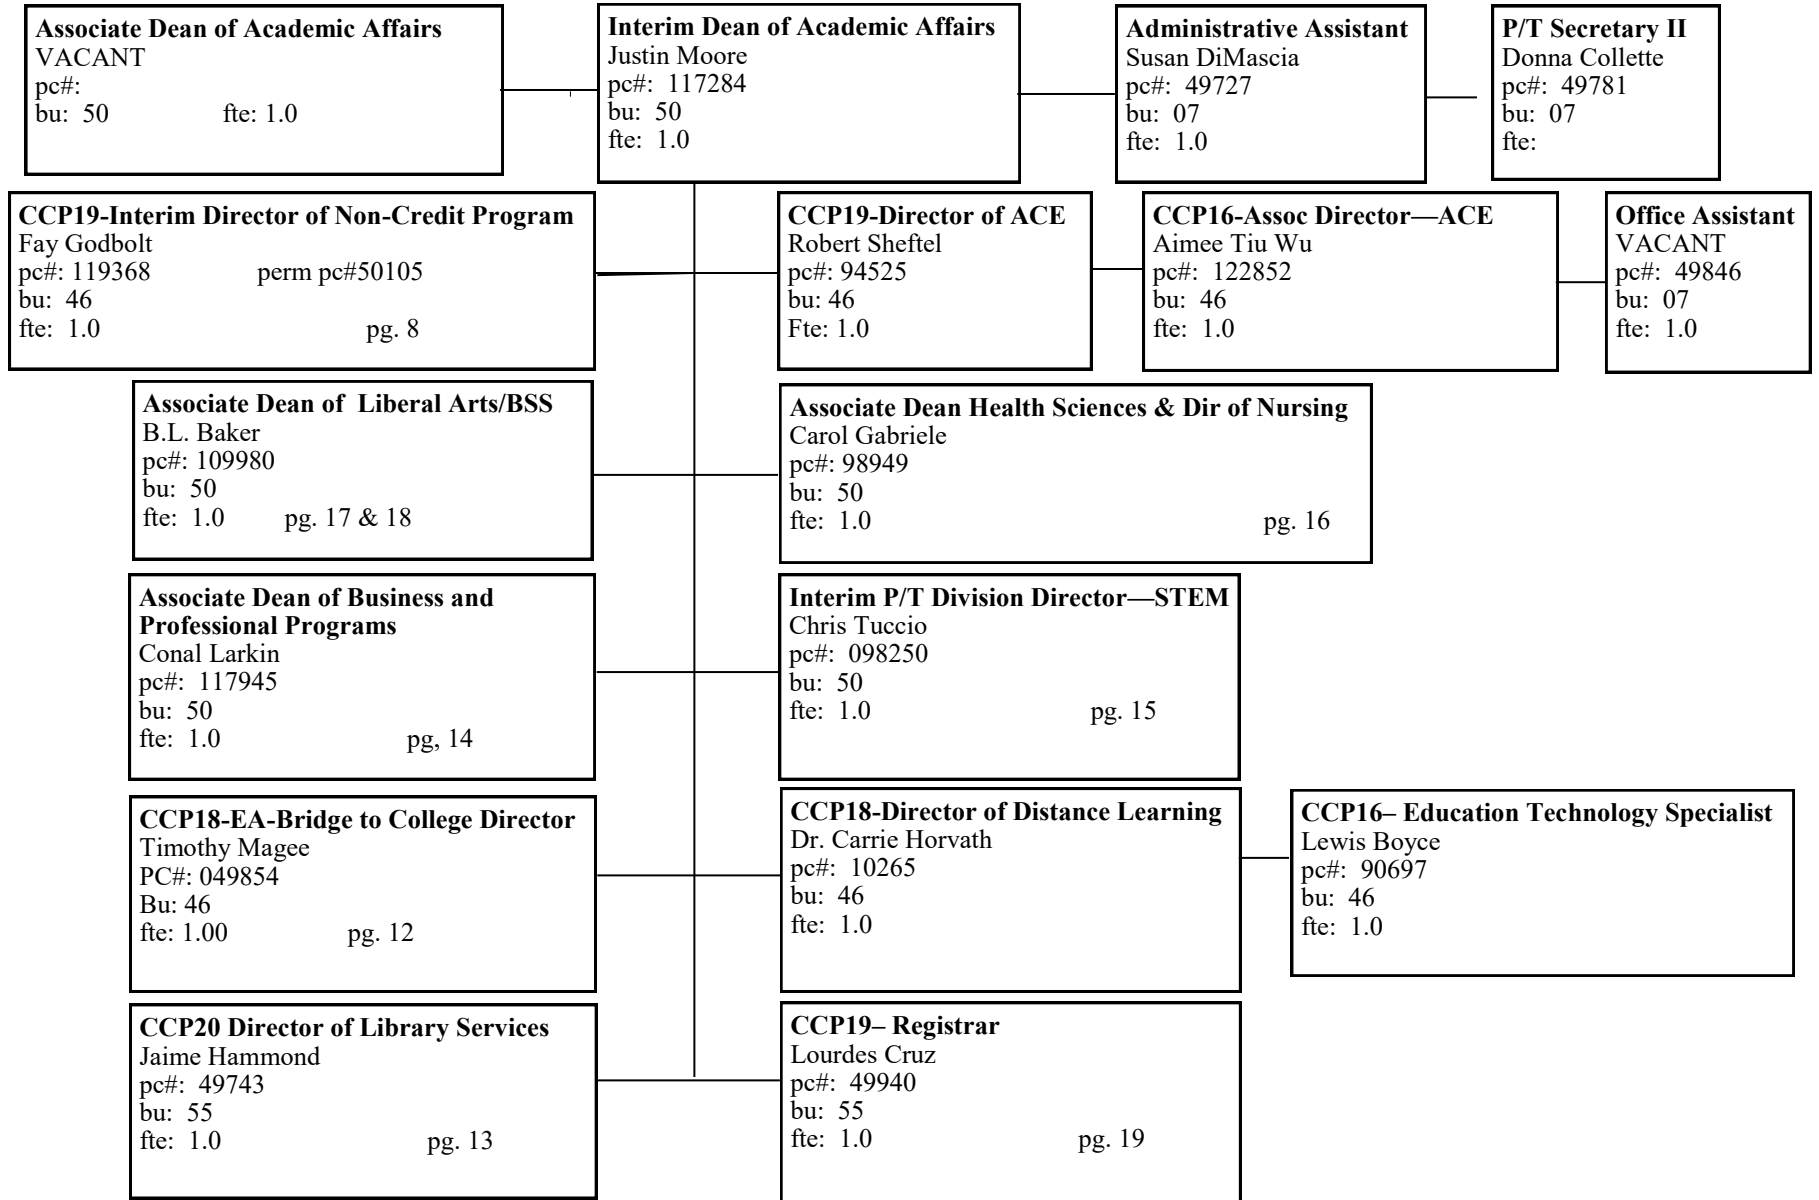 Associate Dean of Academic Affairs
VACANT
pc#:
bu: 50 fte: 1.0
Interim Dean of Academic Affairs
Justin Moore
pc#: 117284
bu: 50
fte: 1.0
Administrative Assistant
Susan DiMascia
pc#: 49727
bu: 07
fte: 1.0
P/T Secretary II
Donna Collette
pc#: 49781
bu: 07
fte:
CCP19-Interim Director of Non-Credit Program
Fay Godbolt
pc#: 119368 perm pc#50105
bu: 46
fte: 1.0 pg. 8
CCP19-Director of ACE
Robert Sheftel
pc#: 94525
bu: 46
Fte: 1.0
CCP16-Assoc Director—ACE
Aimee Tiu Wu
pc#: 122852
bu: 46
fte: 1.0
Office Assistant
VACANT
pc#: 49846
bu: 07
fte: 1.0
Associate Dean of Liberal Arts/BSS
B.L. Baker
pc#: 109980
bu: 50
fte: 1.0 pg. 17 & 18
Associate Dean Health Sciences & Dir of Nursing
Carol Gabriele
pc#: 98949
bu: 50
fte: 1.0 pg. 16
Associate Dean of Business and
Professional Programs
Conal Larkin
pc#: 117945
bu: 50
fte: 1.0 pg, 14
Interim P/T Division Director—STEM
Chris Tuccio
pc#: 098250
bu: 50
fte: 1.0 pg. 15
CCP18-EA-Bridge to College Director
Timothy Magee
PC#: 049854
Bu: 46
fte: 1.00 pg. 12
CCP18-Director of Distance Learning
Dr. Carrie Horvath
pc#: 10265
bu: 46
fte: 1.0
CCP16– Education Technology Specialist
Lewis Boyce
pc#: 90697
bu: 46
fte: 1.0
CCP20 Director of Library Services
Jaime Hammond
pc#: 49743
bu: 55
fte: 1.0 pg. 13
CCP19– Registrar
Lourdes Cruz
pc#: 49940
bu: 55
fte: 1.0 pg. 19